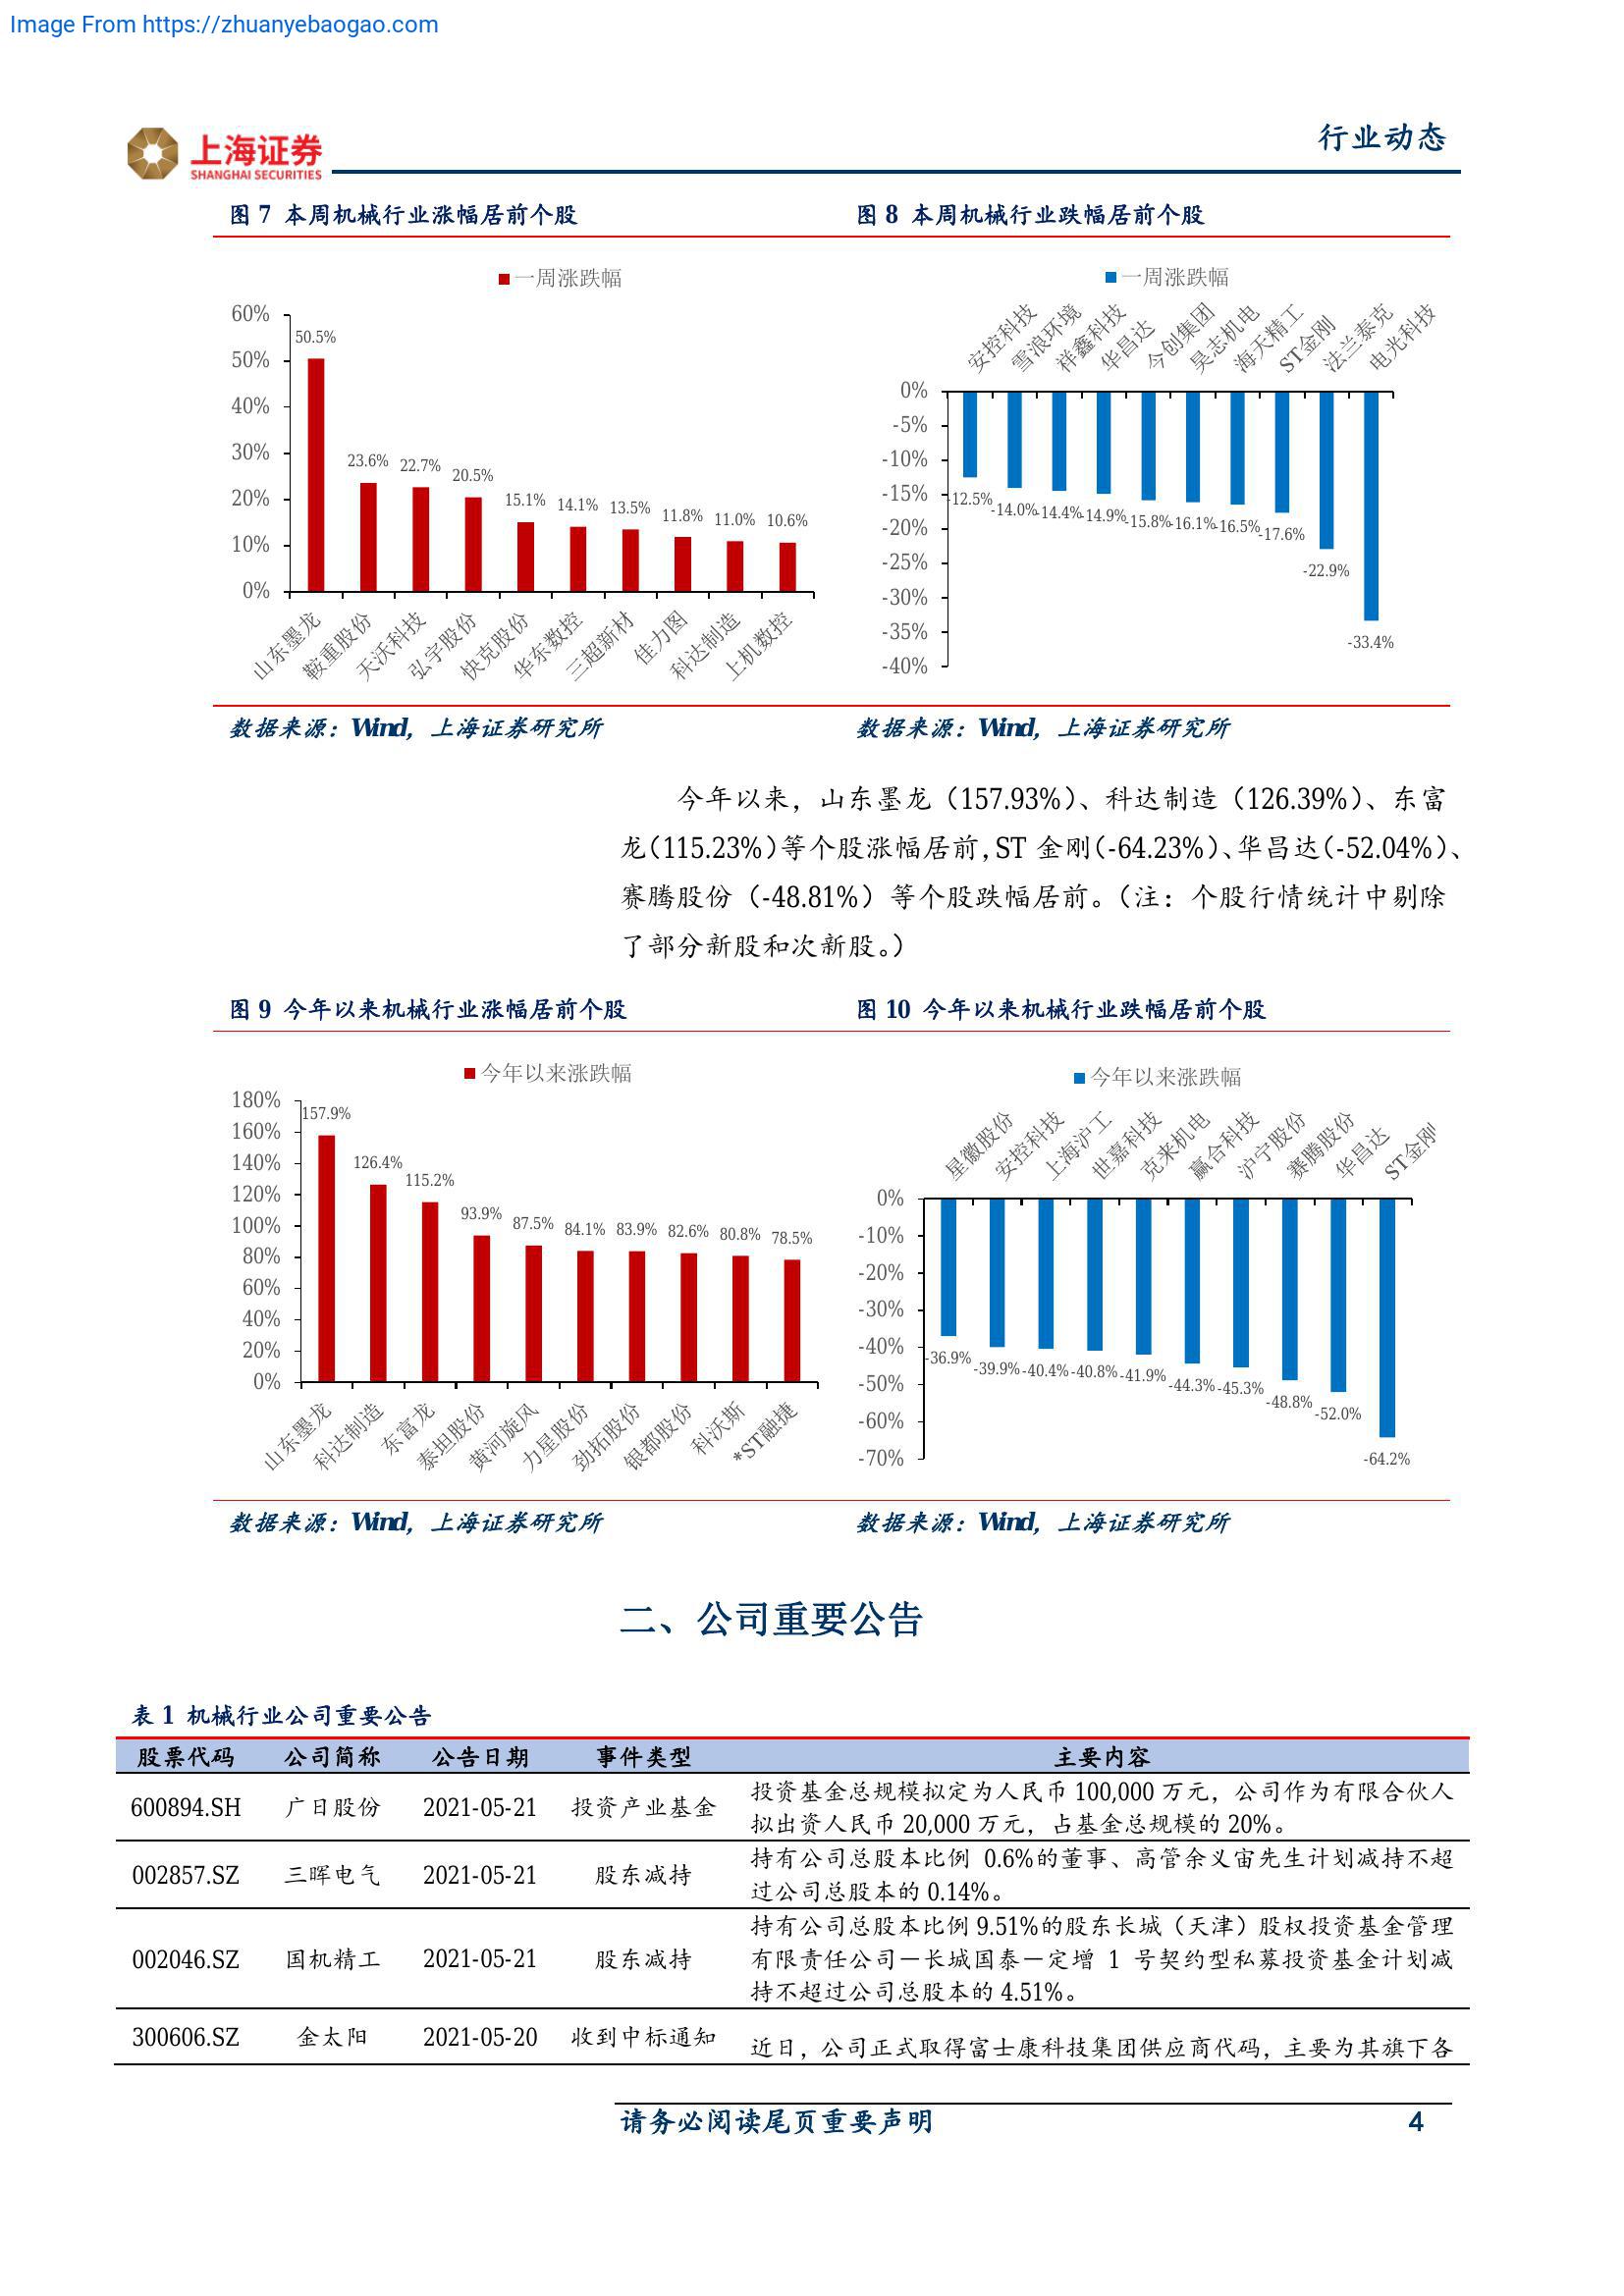 Image From https://zhuanyebaogao.com
上海证券
SHANGHAI SECURITIES
行业动态
图 7 本周机械行业涨幅居前个股
图 8 本周机械行业跌幅居前个股
一周涨跌幅
60%
50%
40%
30%
20%
10%
0%
50.5%
23.6%
22.7%
20.5%
15.1%
14.1%
13.5%
11.8%
11.0%
10.6%
山东墨龙
鞍重股份
天沃科技
弘宇股份
快克股份
华东数控
三超新材
佳力图
科达制造
上机数控
一周涨跌幅
安控科技
雪浪环境
祥鑫科技
华昌达
今创集团
昊志机电
海天精工
ST金刚
法兰泰克
电光科技
0%
-5%
-10%
-15%
-20%
-25%
-30%
-35%
-40%
-12.5%
-14.0%
-14.4%
-14.9%
-15.8%
-16.1%
-16.5%
-17.6%
-22.9%
-33.4%
数据来源：Wind，上海证券研究所
数据来源：Wind，上海证券研究所
今年以来，山东墨龙（157.93%）、科达制造（126.39%）、东富
龙（115.23%）等个股涨幅居前，ST 金刚（-64.23%）、华昌达（-52.04%）、
赛腾股份（-48.81%）等个股跌幅居前。（注：个股行情统计中剔除
了部分新股和次新股。）
图 9 今年以来机械行业涨幅居前个股
图 10 今年以来机械行业跌幅居前个股
今年以来涨跌幅
180%
160%
140%
120%
100%
80%
60%
40%
20%
0%
157.9%
126.4%
115.2%
93.9%
87.5%
84.1%
83.9%
82.6%
80.8%
78.5%
山东墨龙
科达制造
东富龙
泰坦股份
黄河旋风
力星股份
劲拓股份
银都股份
科沃斯
*ST融捷
今年以来涨跌幅
星徽股份
安控科技
上海沪工
世嘉科技
克来机电
赢合科技
沪宁股份
赛腾股份
华昌达
ST金刚
0%
-10%
-20%
-30%
-40%
-50%
-60%
-70%
-36.9%
-39.9%
-40.4%
-40.8%
-41.9%
-44.3%
-45.3%
-48.8%
-52.0%
-64.2%
数据来源：Wind，上海证券研究所
数据来源：Wind，上海证券研究所
二、公司重要公告
表 1 机械行业公司重要公告
股票代码 公司简称 公告日期 事件类型 主要内容
600894.SH 广日股份 2021-05-21 投资产业基金 投资基金总规模拟定为人民币 100,000 万元，公司作为有限合伙人
拟出资人民币 20,000 万元，占基金总规模的 20%。
002857.SZ 三晖电气 2021-05-21 股东减持 持有公司总股本比例 0.6%的董事、高管余义宙先生计划减持不超
过公司总股本的 0.14%。
002046.SZ 国机精工 2021-05-21 股东减持 持有公司总股本比例 9.51%的股东长城（天津）股权投资基金管理
有限责任公司－长城国泰－定增 1 号契约型私募投资基金计划减
持不超过公司总股本的 4.51%。
300606.SZ 金太阳 2021-05-20 收到中标通知 近日，公司正式取得富士康科技集团供应商代码，主要为其旗下各
请务必阅读尾页重要声明 4